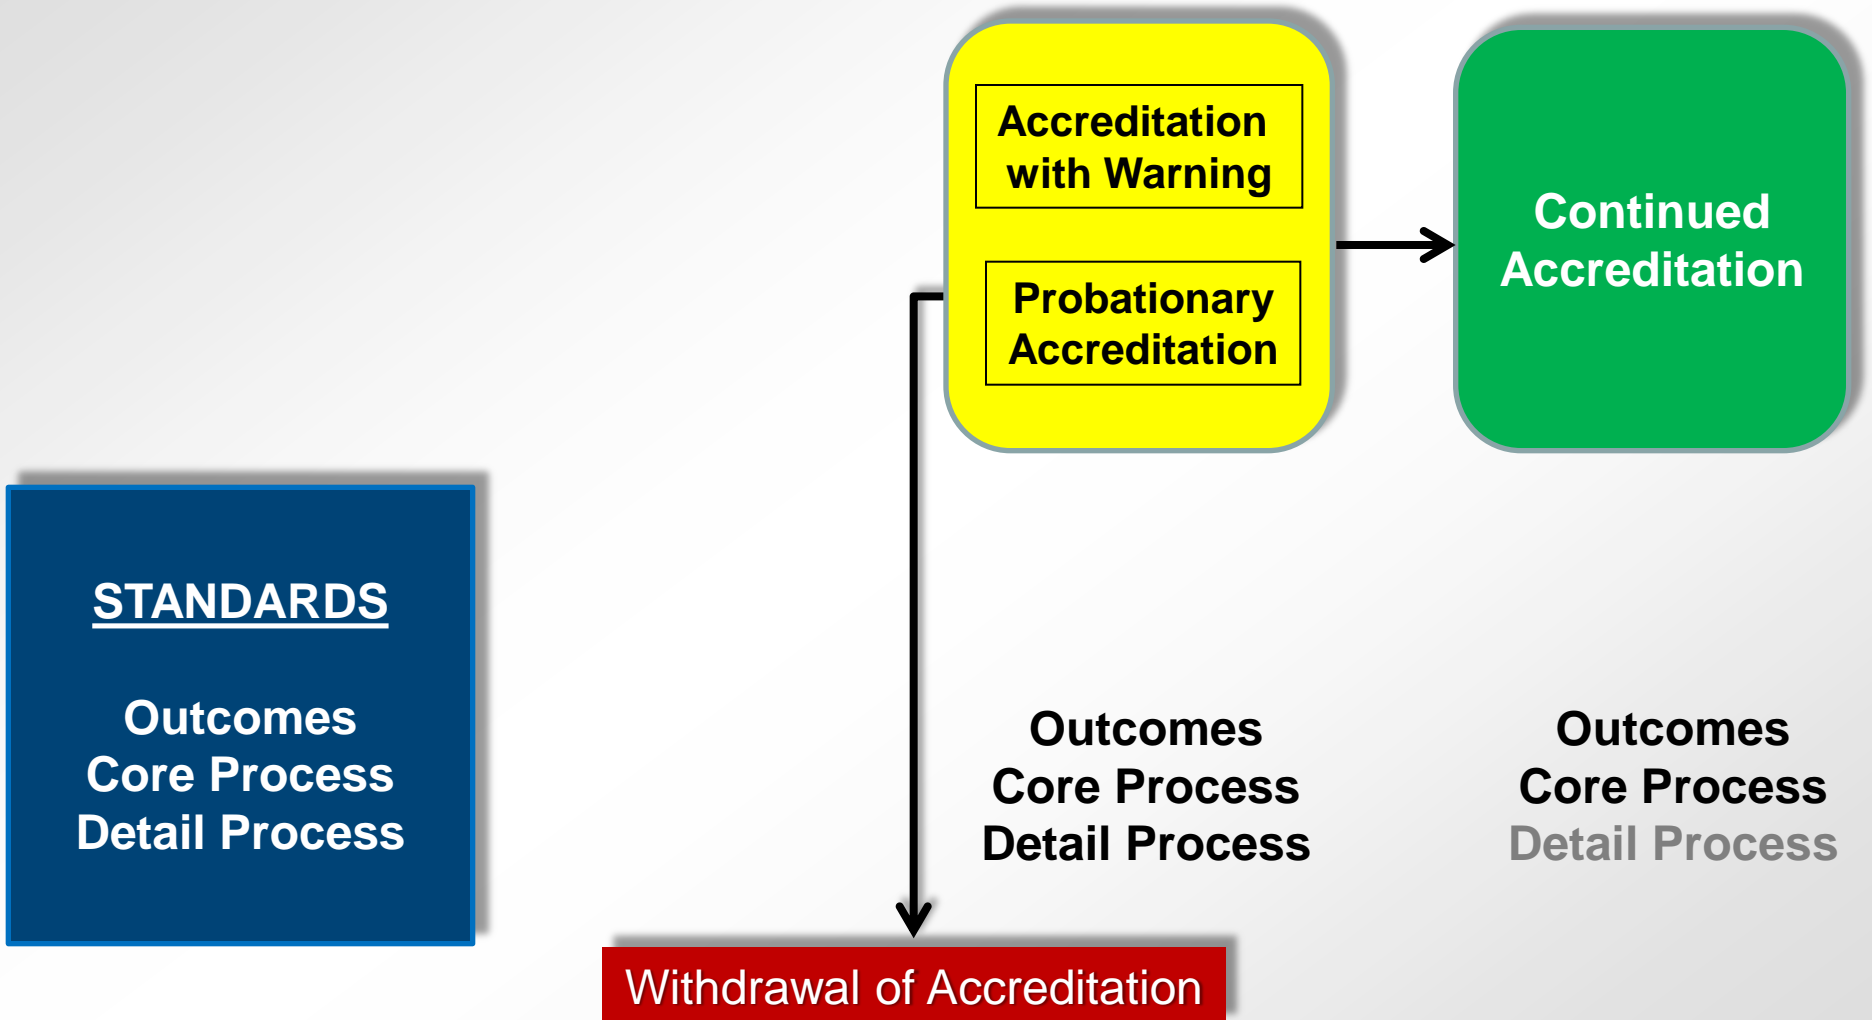 Accreditation
with Warning
Probationary
Accreditation
Continued
Accreditation
STANDARDS
Outcomes
Core Process
Detail Process
Outcomes
Core Process
Detail Process
Outcomes
Core Process
Detail Process
Withdrawal of Accreditation